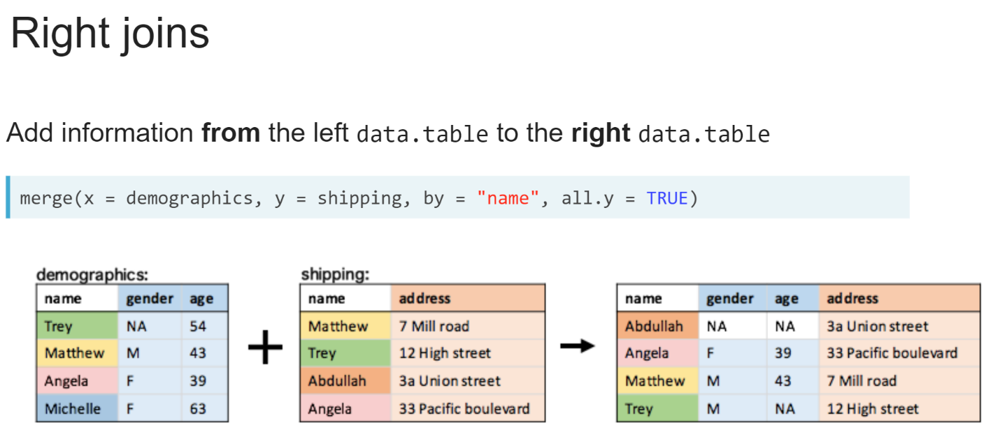 Right joins
Add information from the left data.table to the right data.table
merge(x = demographics, y = shipping, by = "name", all.y = TRUE)
demographics:
name gender age
Trey NA 54
Matthew M 43
Angela F 39
Michelle F 63
+
shipping:
name address
Matthew 7 Mill road
Trey 12 High street
Abdullah 3a Union street
Angela 33 Pacific boulevard
name gender age address
Abdullah NA NA 3a Union street
Angela F 39 33 Pacific boulevard
Matthew M 43 7 Mill road
Trey M NA 12 High street